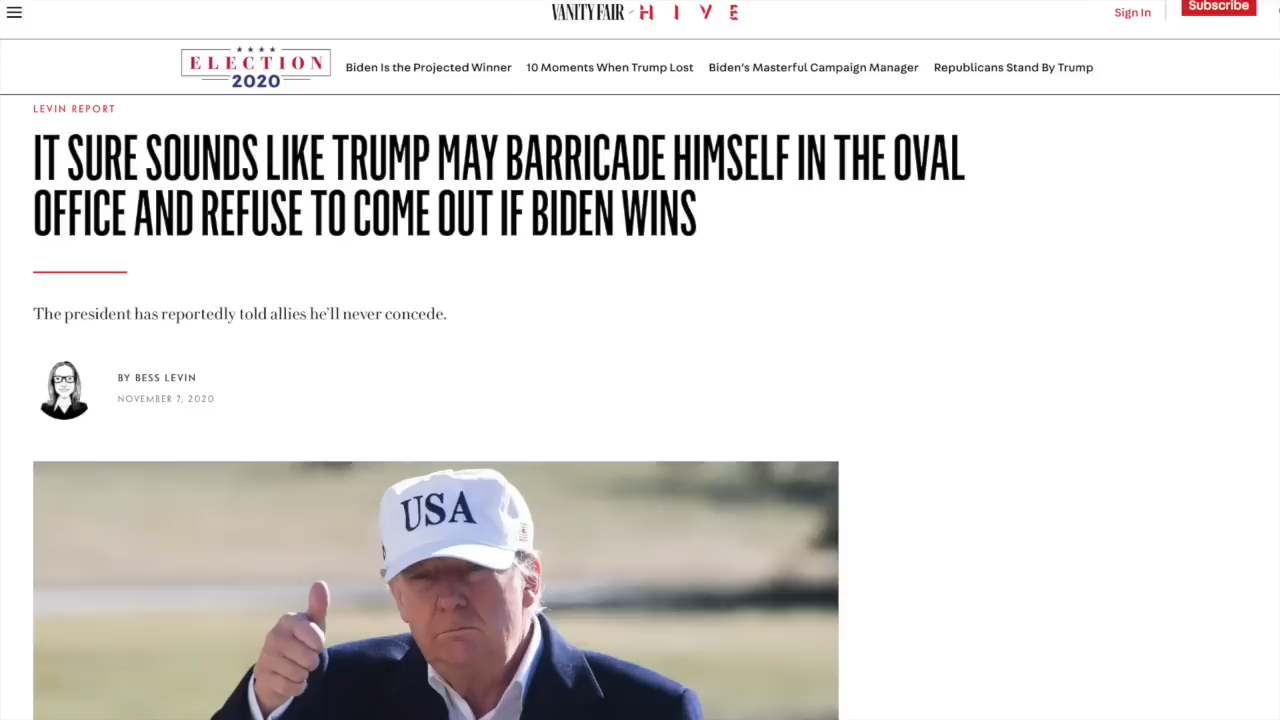 VANITY FAIR HIVE
Sign In
Subscribe
ELECTION
2020
Biden Is the Projected Winner
10 Moments When Trump Lost
Biden's Masterful Campaign Manager
Republicans Stand By Trump
LEVIN REPORT
IT SURE SOUNDS LIKE TRUMP MAY BARRICADE HIMSELF IN THE OVAL
OFFICE AND REFUSE TO COME OUT IF BIDEN WINS
The president has reportedly told allies he'll never concede.
BY BESS LEVIN
NOVEMBER 7, 2020
USA